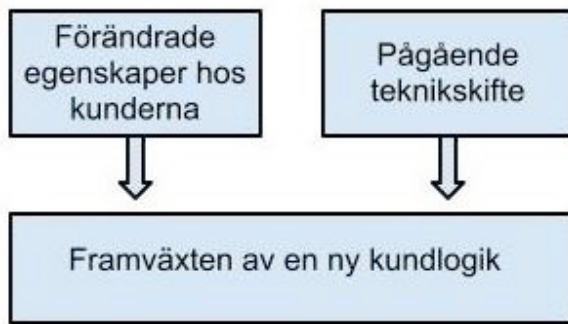 Förändrade
egenskaper hos
kunderna
Pågående
teknikskifte
Framväxten av en ny kundlogik